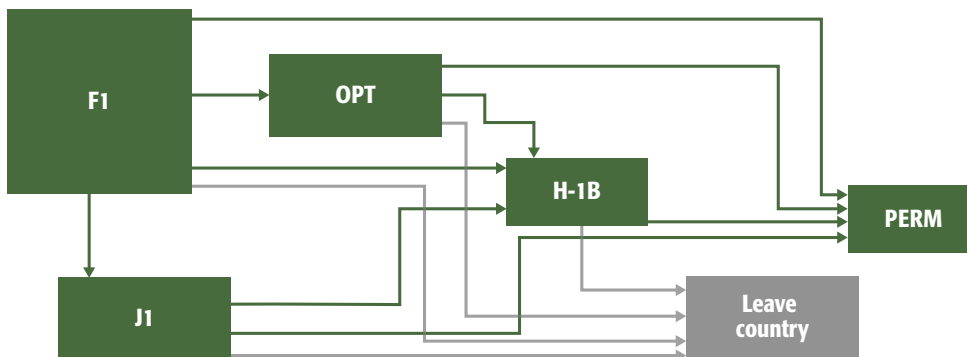 F1
OPT
H-1B
PERM
J1
Leave
country